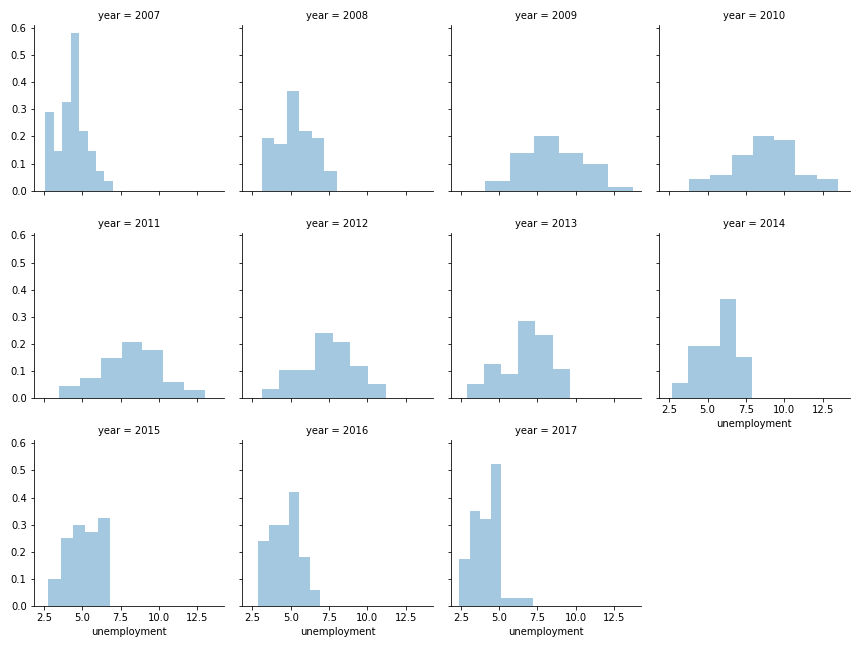 year = 2007
year = 2008
year = 2009
year = 2010
0.6
0.5
0.4
0.3
0.2
0.1
0.0
year = 2011
year = 2012
year = 2013
year = 2014
0.6
0.5
0.4
0.3
0.2
0.1
0.0
2.5 5.0 7.5 10.0 12.5
unemployment
year = 2015
year = 2016
year = 2017
0.6
0.5
0.4
0.3
0.2
0.1
0.0
2.5 5.0 7.5 10.0 12.5
2.5 5.0 7.5 10.0 12.5
2.5 5.0 7.5 10.0 12.5
unemployment
unemployment
unemployment